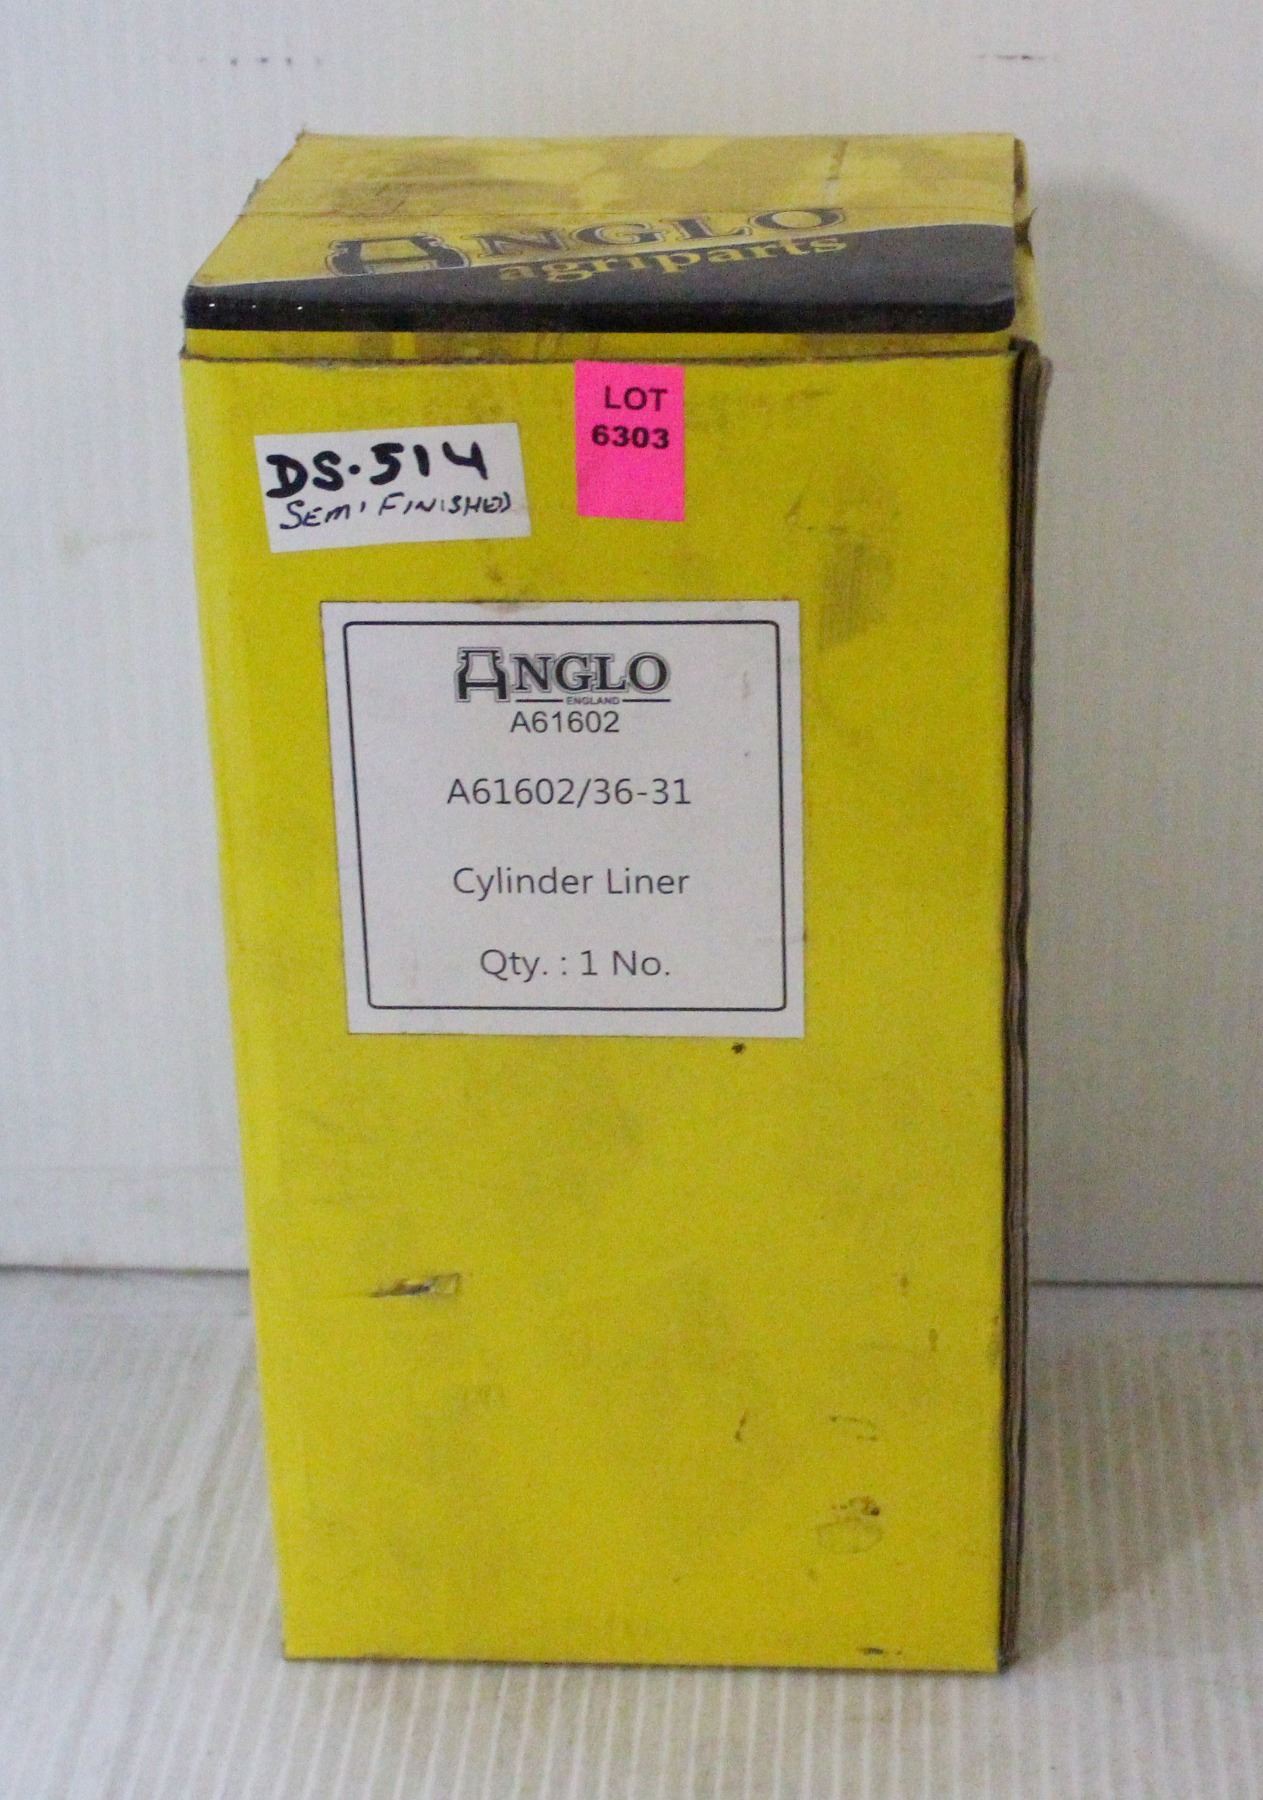 ANGLO
agriparts
LOT
6303
DS-514
SEMI FINISHED
ANGLO
ENGLAND
A61602
A61602/36-31
Cylinder Liner
Qty. : 1 No.